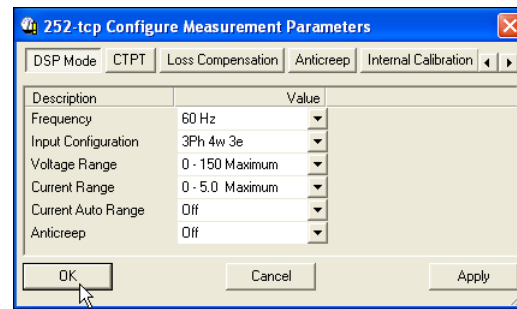 252-tcp Configure Measurement Parameters
DSP Mode CTPT Loss Compensation Anticreep Internal Calibration
Description Value
Frequency 60 Hz
Input Configuration 3Ph 4w 3e
Voltage Range 0 - 150 Maximum
Current Range 0 - 5.0 Maximum
Current Auto Range Off
Anticreep Off
OK Cancel Apply